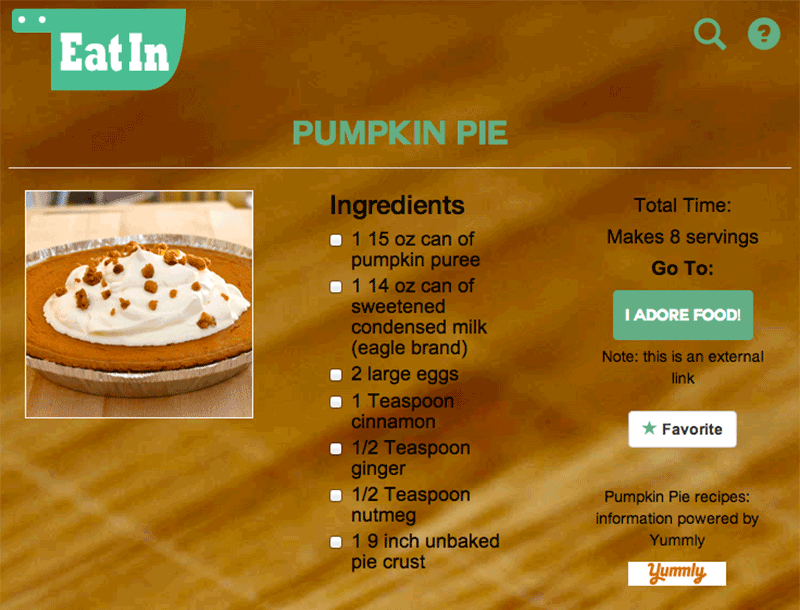 Eat In
?
PUMPKIN PIE
Ingredients
1 15 oz can of
pumpkin puree
1 14 oz can of
sweetened
condensed milk
(eagle brand)
2 large eggs
1 Teaspoon
cinnamon
1/2 Teaspoon
ginger
1/2 Teaspoon
nutmeg
1 9 inch unbaked
pie crust
Total Time:
Makes 8 servings
Go To:
I ADORE FOOD!
Note: this is an external
link
Favorite
Pumpkin Pie recipes:
information powered by
Yummly
Yummly